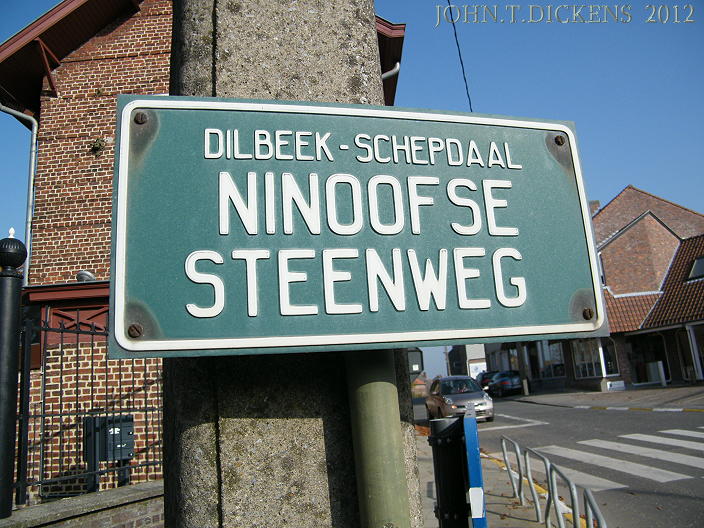 JOHN.T.DICKENS 2012
DILBEEK-SCHEPDAAL
NINOOFSE
STEENWEG